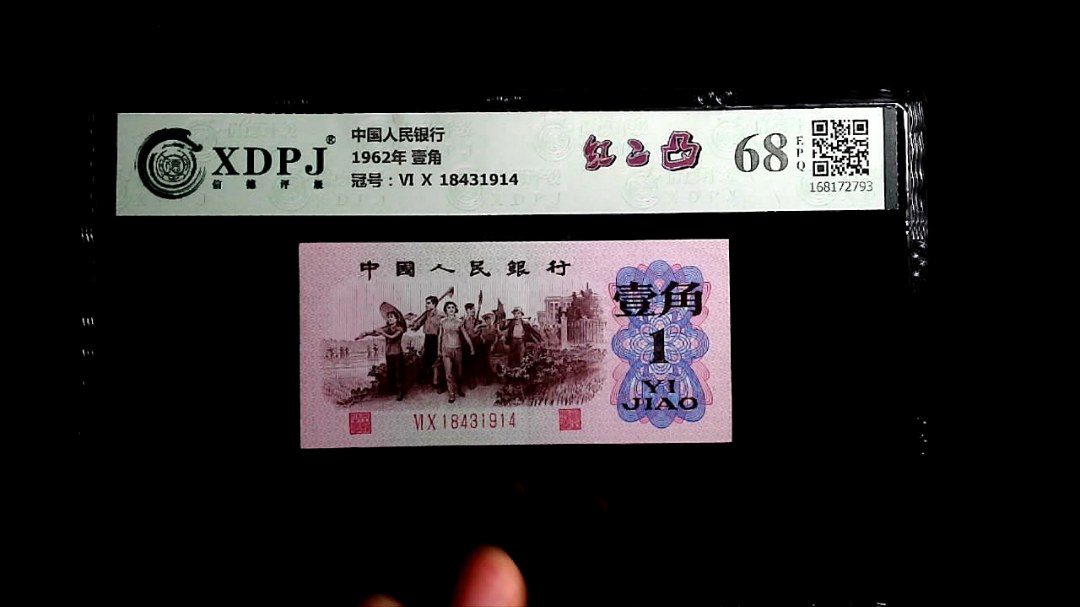 XDPJ®
信德评级
中国人民银行
1962年 壹角
冠号：VI X 18431914
红二凸
68
EPQ
168172793
中國人民銀行
壹角
1
YI
JIAO
VI X 18431914